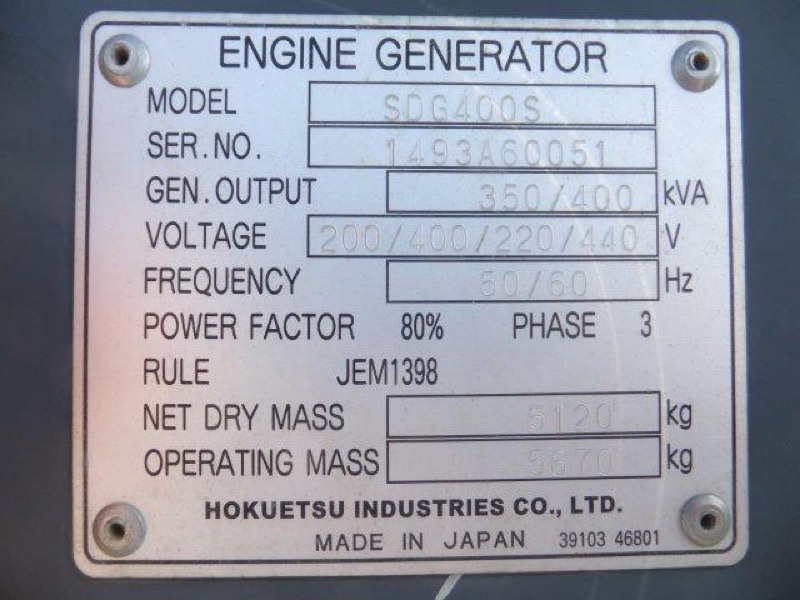 ENGINE GENERATOR
MODEL SDG400S
SER.NO. 1493A60051
GEN.OUTPUT 350/400 kVA
VOLTAGE 200/400/220/440 V
FREQUENCY 50/60 Hz
POWER FACTOR 80% PHASE 3
RULE JEM1398
NET DRY MASS 5120 kg
OPERATING MASS 5670 kg
HOKUETSU INDUSTRIES CO., LTD.
MADE IN JAPAN 39103 46801